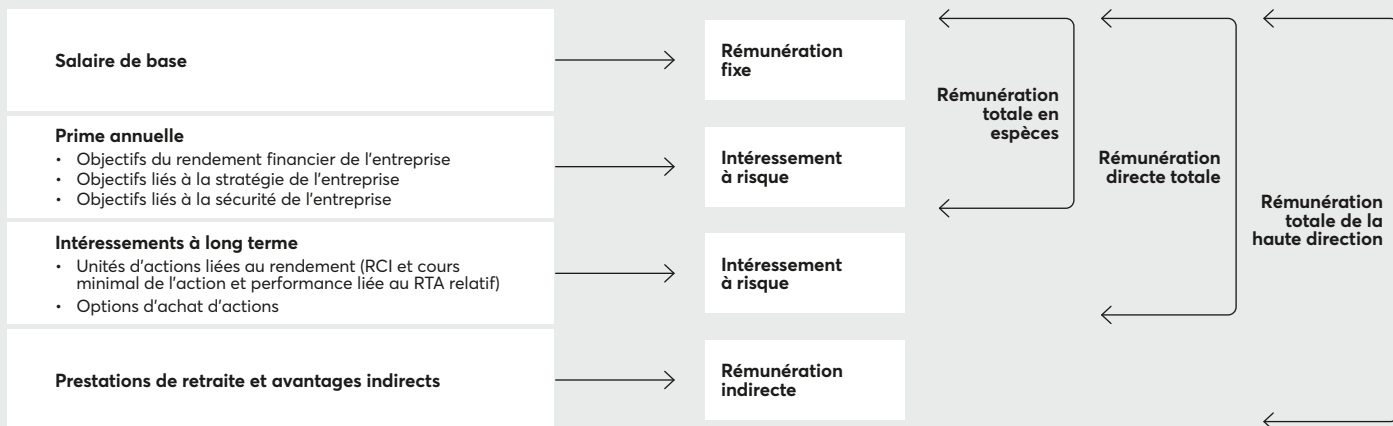 Salaire de base
Rémunération
fixe
Prime annuelle
• Objectifs du rendement financier de l'entreprise
• Objectifs liés à la stratégie de l'entreprise
• Objectifs liés à la sécurité de l'entreprise
Intéressement
à risque
Intéressements à long terme
• Unités d'actions liées au rendement (RCI et cours
minimal de l'action et performance liée au RTA relatif)
• Options d'achat d'actions
Intéressement
à risque
Prestations de retraite et avantages indirects
Rémunération
indirecte
Rémunération
totale en
espèces
Rémunération
directe totale
Rémunération
totale de la
haute direction